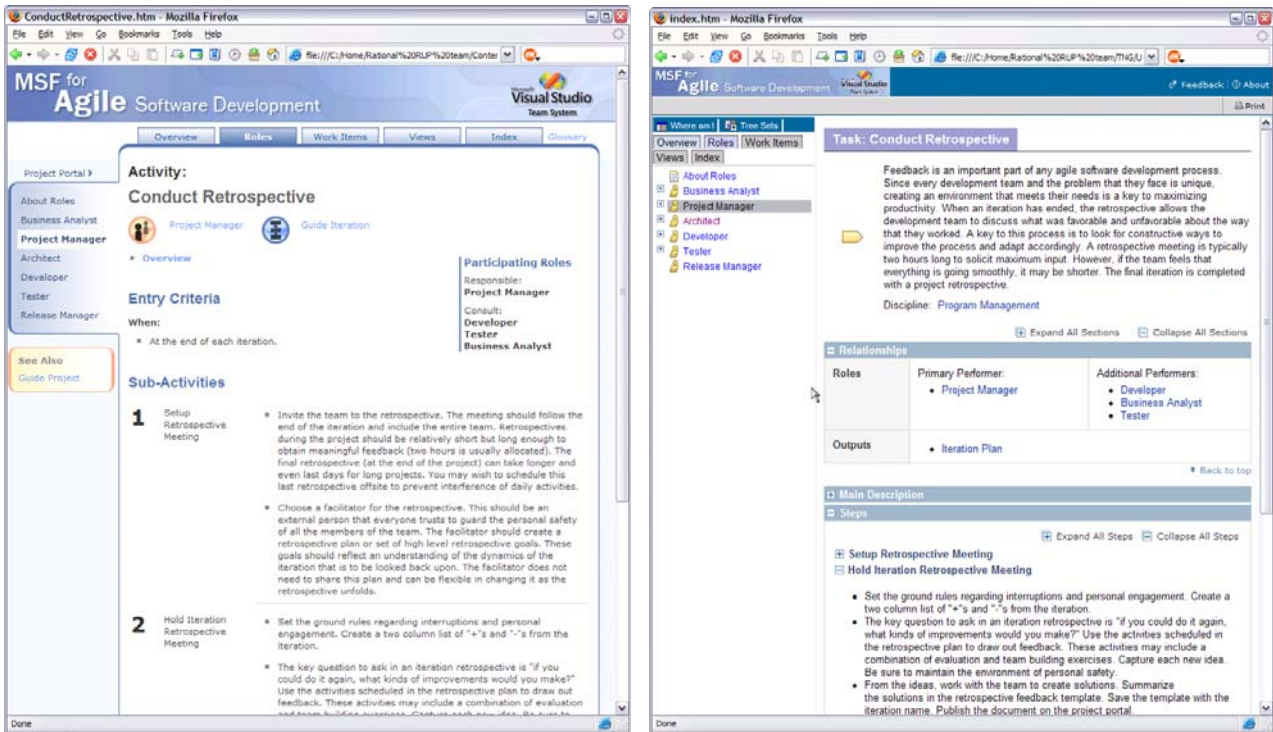 ConductRetrospective.htm - Mozilla Firefox
File Edit View Go Bookmarks Tools Help
file:///C:/Home/Rational%20RUP%20team/Conter
MSF for
Agile Software Development
Microsoft
Visual Studio
Team System
Overview Roles Work Items Views Index Glossary
Project Portal >
About Roles
Business Analyst
Project Manager
Architect
Developer
Tester
Release Manager
See Also
Guide Project
Activity:
Conduct Retrospective
Project Manager Guide Iteration
Overview
Participating Roles
Responsible:
Project Manager
Consult:
Developer
Tester
Business Analyst
Entry Criteria
When:
At the end of each iteration.
Sub-Activities
1 Setup
Retrospective
Meeting
Invite the team to the retrospective. The meeting should follow the
end of the iteration and include the entire team. Retrospectives
during the project should be relatively short but long enough to
obtain meaningful feedback (two hours is usually allocated). The
final retrospective (at the end of the project) can take longer and
even last days for long projects. You may wish to schedule this
last retrospective offsite to prevent interference of daily activities.
Choose a facilitator for the retrospective. This should be an
external person that everyone trusts to guard the personal safety
of all the members of the team. The facilitator should create a
retrospective plan or set of high level retrospective goals. These
goals should reflect an understanding of the dynamics of the
iteration that is to be looked back upon. The facilitator does not
need to share this plan and can be flexible in changing it as the
retrospective unfolds.
2 Hold Iteration
Retrospective
Meeting
Set the ground rules regarding interruptions and personal
engagement. Create a two column list of "+"s and "-"s from the
iteration.
The key question to ask in an iteration retrospective is "if you
could do it again, what kinds of improvements would you make?"
Use the activities scheduled in the retrospective plan to draw out
feedback. These activities may include a combination of evaluation
and team building exercises. Capture each new idea. Be sure to
Done
index.htm - Mozilla Firefox
File Edit View Go Bookmarks Tools Help
file:///C:/Home/Rational%20RUP%20team/TNG/U
MSF for
Agile Software Development
Visual Studio
Feedback About
Print
Where am I Tree Sets
Overview Roles Work Items
Views Index
About Roles
Business Analyst
Project Manager
Architect
Developer
Tester
Release Manager
Task: Conduct Retrospective
Feedback is an important part of any agile software development process.
Since every development team and the problem that they face is unique,
creating an environment that meets their needs is a key to maximizing
productivity. When an iteration has ended, the retrospective allows the
development team to discuss what was favorable and unfavorable about the way
that they worked. A key to this process is to look for constructive ways to
improve the process and adapt accordingly. A retrospective meeting is typically
two hours long to solicit maximum input. However, if the team feels that
everything is going smoothly, it may be shorter. The final iteration is completed
with a project retrospective.
Discipline: Program Management
Expand All Sections Collapse All Sections
Relationships
Roles
Primary Performer:
Project Manager
Additional Performers:
Developer
Business Analyst
Tester
Outputs
Iteration Plan
Back to top
Main Description
Steps
Expand All Steps Collapse All Steps
Setup Retrospective Meeting
Hold Iteration Retrospective Meeting
Set the ground rules regarding interruptions and personal engagement. Create a
two column list of "+"s and "-"s from the iteration.
The key question to ask in an iteration retrospective is "if you could do it again,
what kinds of improvements would you make?" Use the activities scheduled in
the retrospective plan to draw out feedback. These activities may include a
combination of evaluation and team building exercises. Capture each new idea.
Be sure to maintain the environment of personal safety.
From the ideas, work with the team to create solutions. Summarize
the solutions in the retrospective feedback template. Save the template with the
iteration name. Publish the document on the project portal.
Done